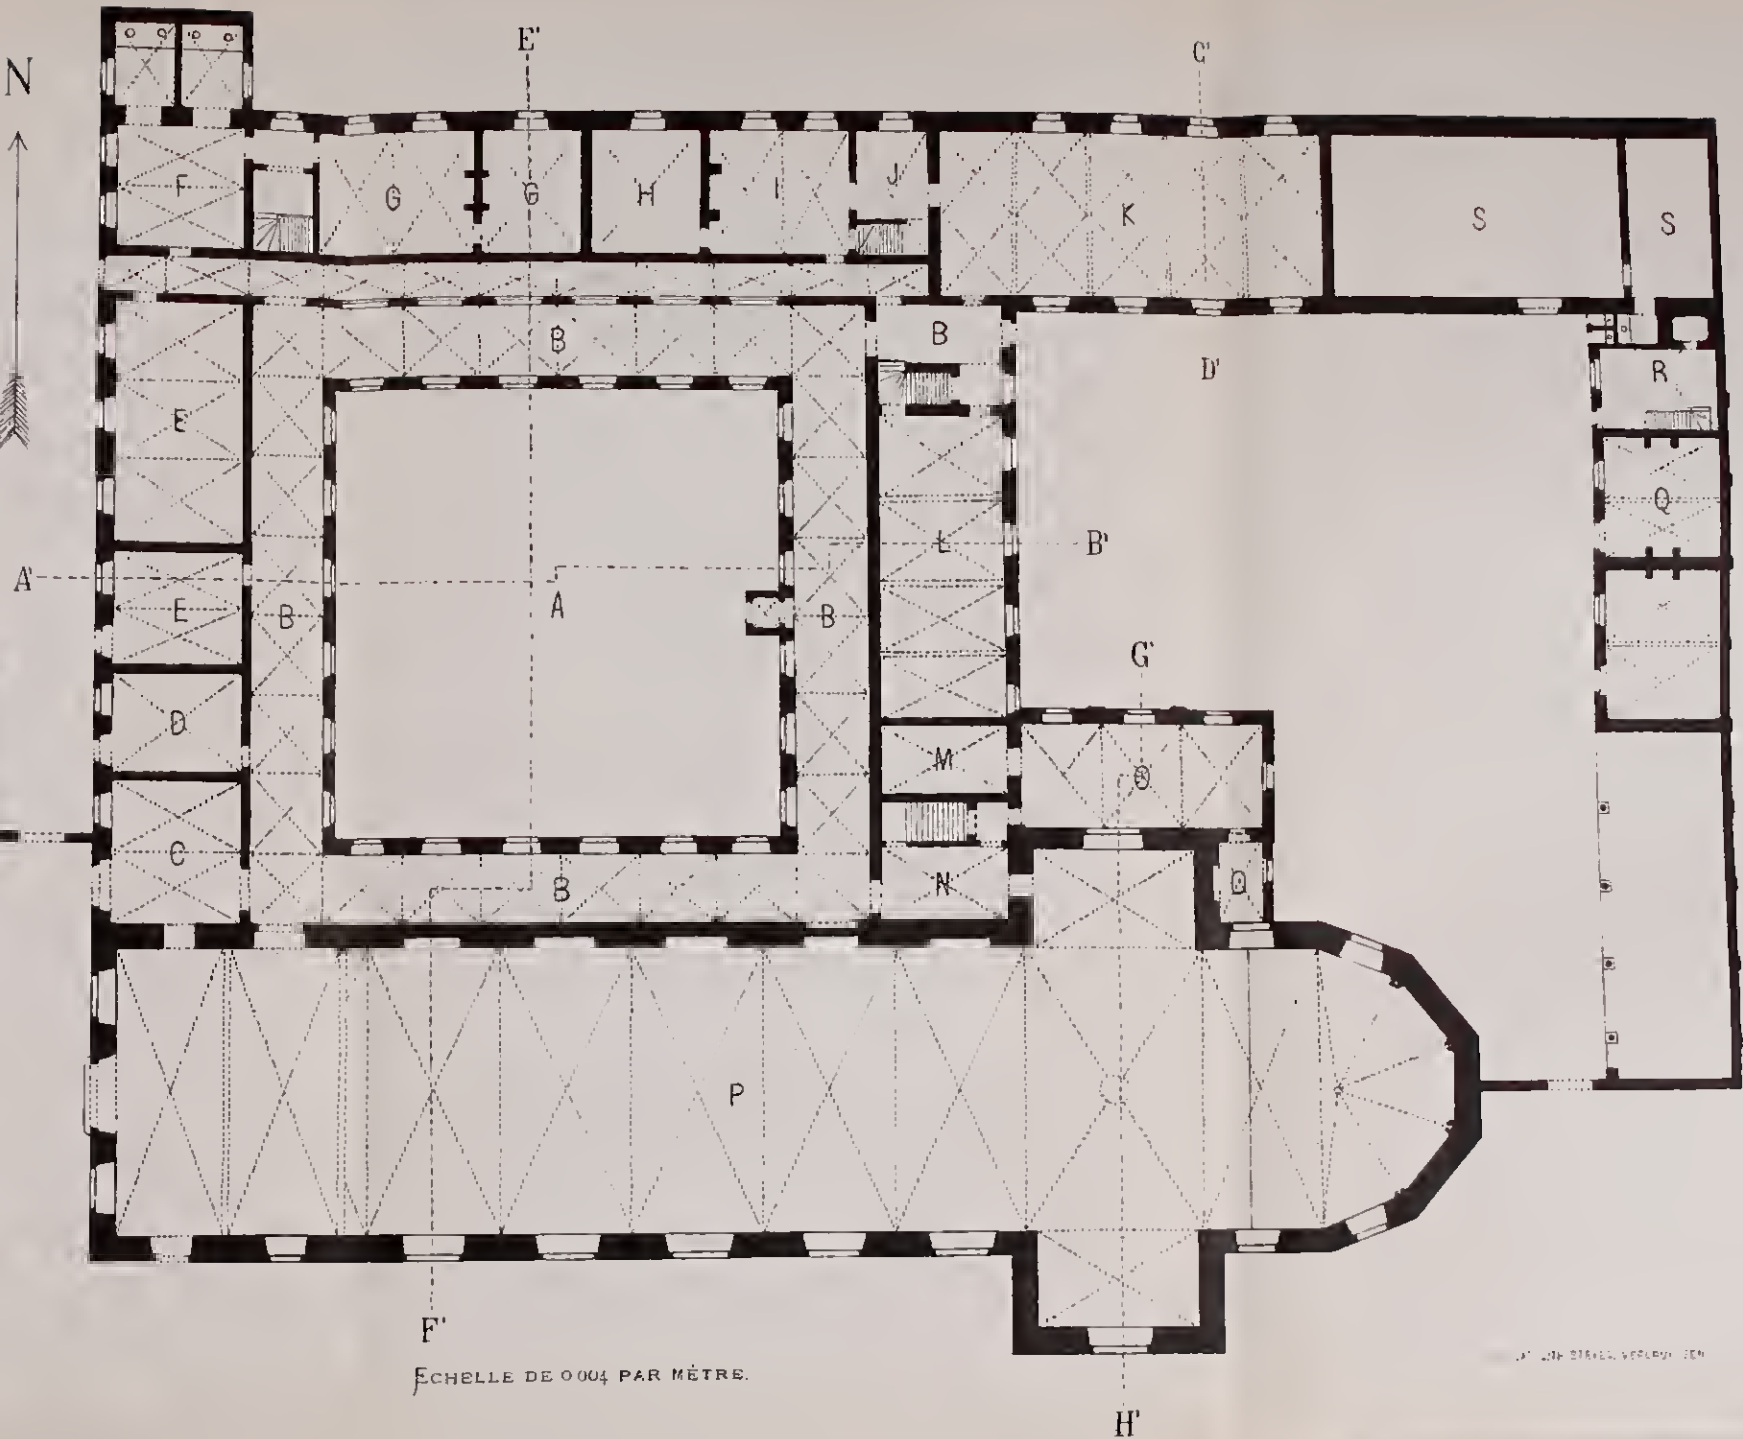 E' C'
N
F G G H I J K S S
B B D' R
E Q
L B'
A' E B A B
G'
D M O
C
B N O
P
F'
ECHELLE DE 0.004 PAR MÈTRE.
H'